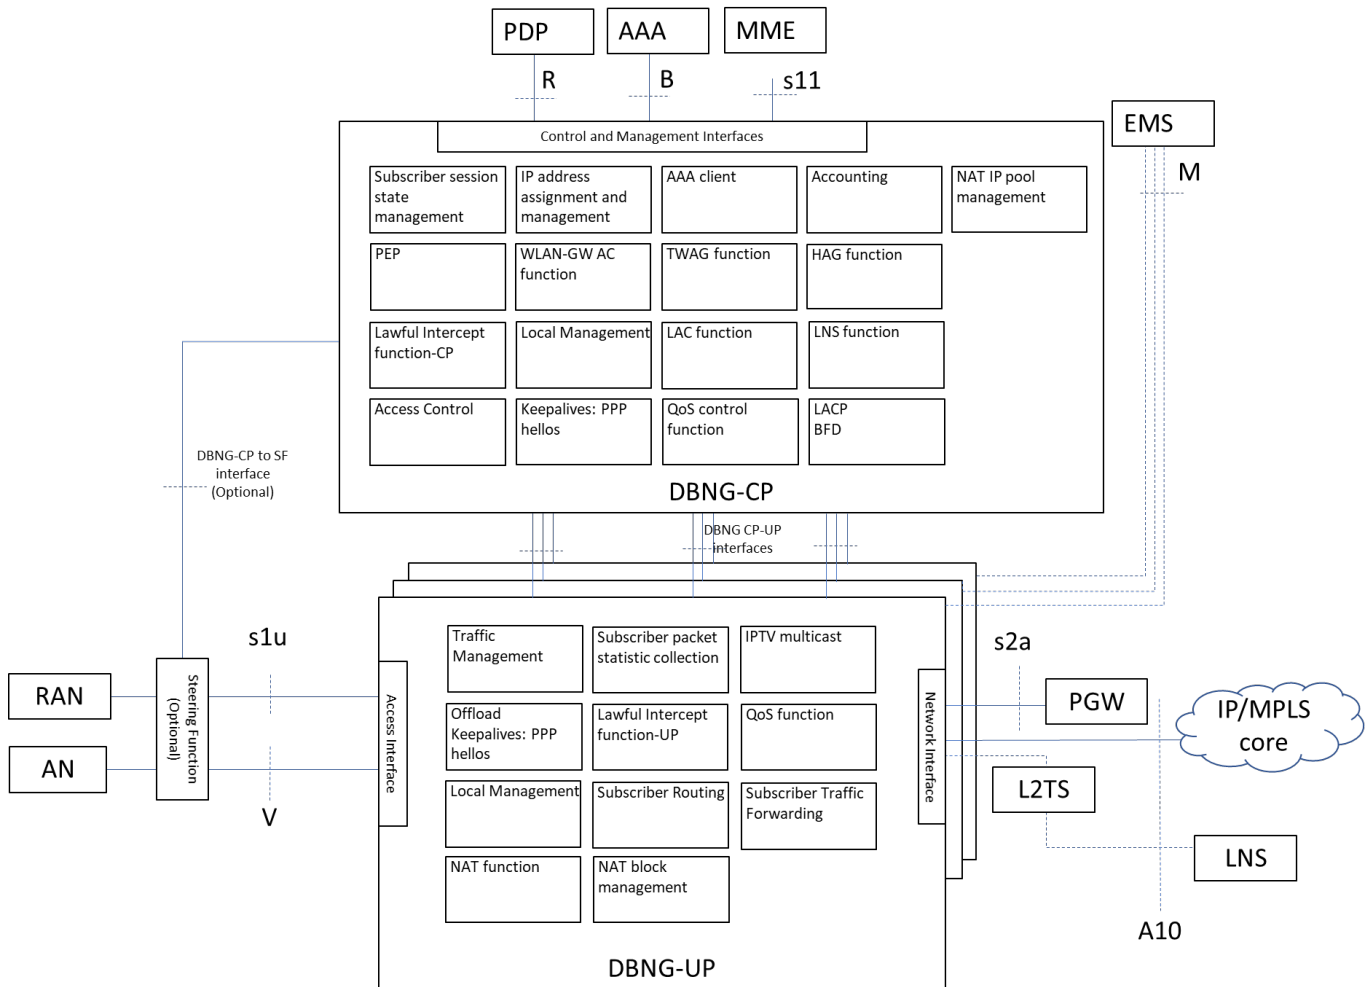 PDP
AAA
MME
R
B
s11
EMS
M
Control and Management Interfaces
Subscriber session
state
management
IP address
assignment and
management
AAA client
Accounting
NAT IP pool
management
PEP
WLAN-GW AC
function
TWAG function
HAG function
Lawful Intercept
function-CP
Local Management
LAC function
LNS function
Access Control
Keepalives: PPP
hellos
QoS control
function
LACP
BFD
DBNG-CP
DBNG-CP to SF
interface
(Optional)
DBNG CP-UP
interfaces
s1u
RAN
AN
Steering Function
(Optional)
V
Access Interface
Traffic
Management
Subscriber packet
statistic collection
IPTV multicast
Offload
Keepalives: PPP
hellos
Lawful Intercept
function-UP
QoS function
Local Management
Subscriber Routing
Subscriber Traffic
Forwarding
NAT function
NAT block
management
DBNG-UP
Network Interface
s2a
PGW
IP/MPLS
core
L2TS
LNS
A10